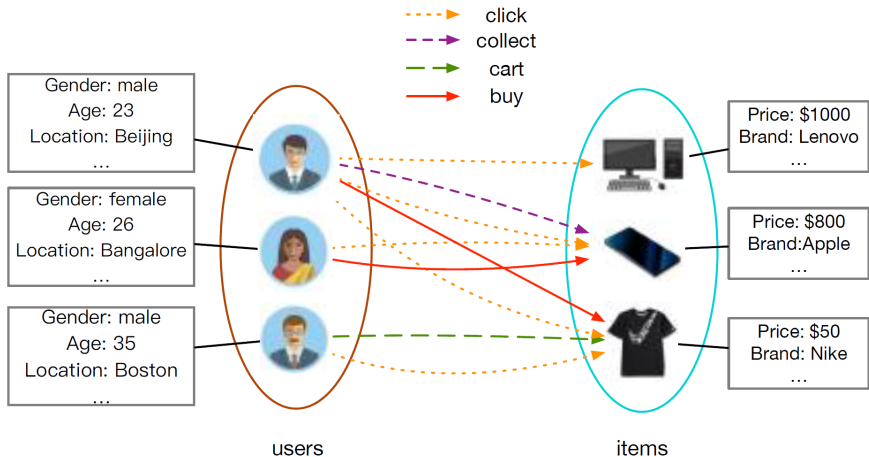 click
collect
cart
buy
Gender: male
Age: 23
Location: Beijing
...
Gender: female
Age: 26
Location: Bangalore
...
Gender: male
Age: 35
Location: Boston
...
Price: $1000
Brand: Lenovo
...
Price: $800
Brand:Apple
...
Price: $50
Brand: Nike
...
users
items